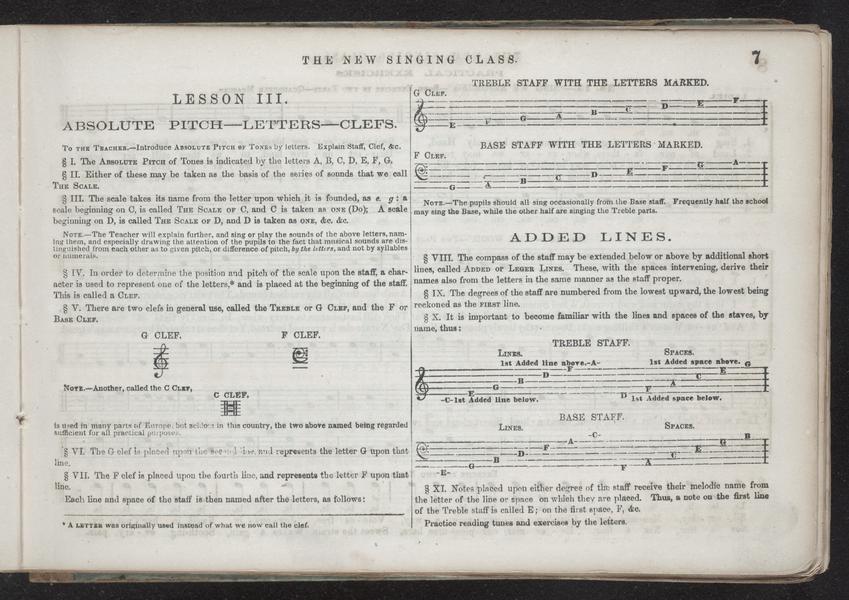 THE NEW SINGING CLASS.
7
LESSON III.
ABSOLUTE PITCH—LETTERS—CLEFS.
To the Teacher.—Introduce Absolute Pitch of Tones by letters. Explain Staff, Clef, &c.
§ I. The Absolute Pitch of Tones is indicated by the letters A, B, C, D, E, F, G.
§ II. Either of these may be taken as the basis of the series of sounds that we call
The Scale.
§ III. The scale takes its name from the letter upon which it is founded, as e. g: a
scale beginning on C, is called The Scale of C, and C is taken as one (Do); A scale
beginning on D, is called The Scale of D, and D is taken as one, &c. &c.
Note.—The Teacher will explain further, and sing or play the sounds of the above letters, nam-
ing them, and especially drawing the attention of the pupils to the fact that musical sounds are dis-
tinguished from each other as to given pitch, or difference of pitch, by the letters, and not by syllables
or numerals.
§ IV. In order to determine the position and pitch of the scale upon the staff, a char-
acter is used to represent one of the letters,* and is placed at the beginning of the staff.
This is called a Clef.
§ V. There are two clefs in general use, called the Treble or G Clef, and the F or
Base Clef.
G CLEF. F CLEF.
Note.—Another, called the C Clef,
C CLEF.
is used in many parts of Europe, but seldom in this country, the two above named being regarded
sufficient for all practical purposes.
§ VI. The G clef is placed upon the second line, and represents the letter G upon that
line.
§ VII. The F clef is placed upon the fourth line, and represents the letter F upon that
line.
Each line and space of the staff is then named after the letters, as follows:
* A letter was originally used instead of what we now call the clef.
TREBLE STAFF WITH THE LETTERS MARKED.
G Clef.
E F G A B C D E F
BASE STAFF WITH THE LETTERS MARKED.
F Clef.
G A B C D E F G A
Note.—The pupils should all sing occasionally from the Base staff. Frequently half the school
may sing the Base, while the other half are singing the Treble parts.
ADDED LINES.
§ VIII. The compass of the staff may be extended below or above by additional short
lines, called Added or Leger Lines. These, with the spaces intervening, derive their
names also from the letters in the same manner as the staff proper.
§ IX. The degrees of the staff are numbered from the lowest upward, the lowest being
reckoned as the first line.
§ X. It is important to become familiar with the lines and spaces of the staves, by
name, thus:
TREBLE STAFF.
Lines. Spaces.
1st Added line above.-A- 1st Added space above. G
E G B D F F A C E
-C-1st Added line below. D 1st Added space below.
BASE STAFF.
Lines. Spaces.
-E- G B D F A -C- F A C E G B
§ XI. Notes placed upon either degree of the staff receive their melodic name from
the letter of the line or space on which they are placed. Thus, a note on the first line
of the Treble staff is called E; on the first space, F, &c.
Practice reading tunes and exercises by the letters.